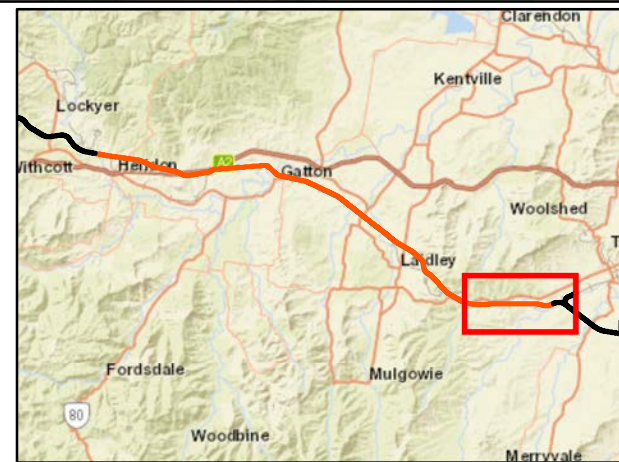 Clarendon
Kentville
Lockyer
A2
Withcott
Helidon
Gatton
Woolshed
T
Laidley
Fordsdale
Mulgowie
80
Woodbine
Merryvale